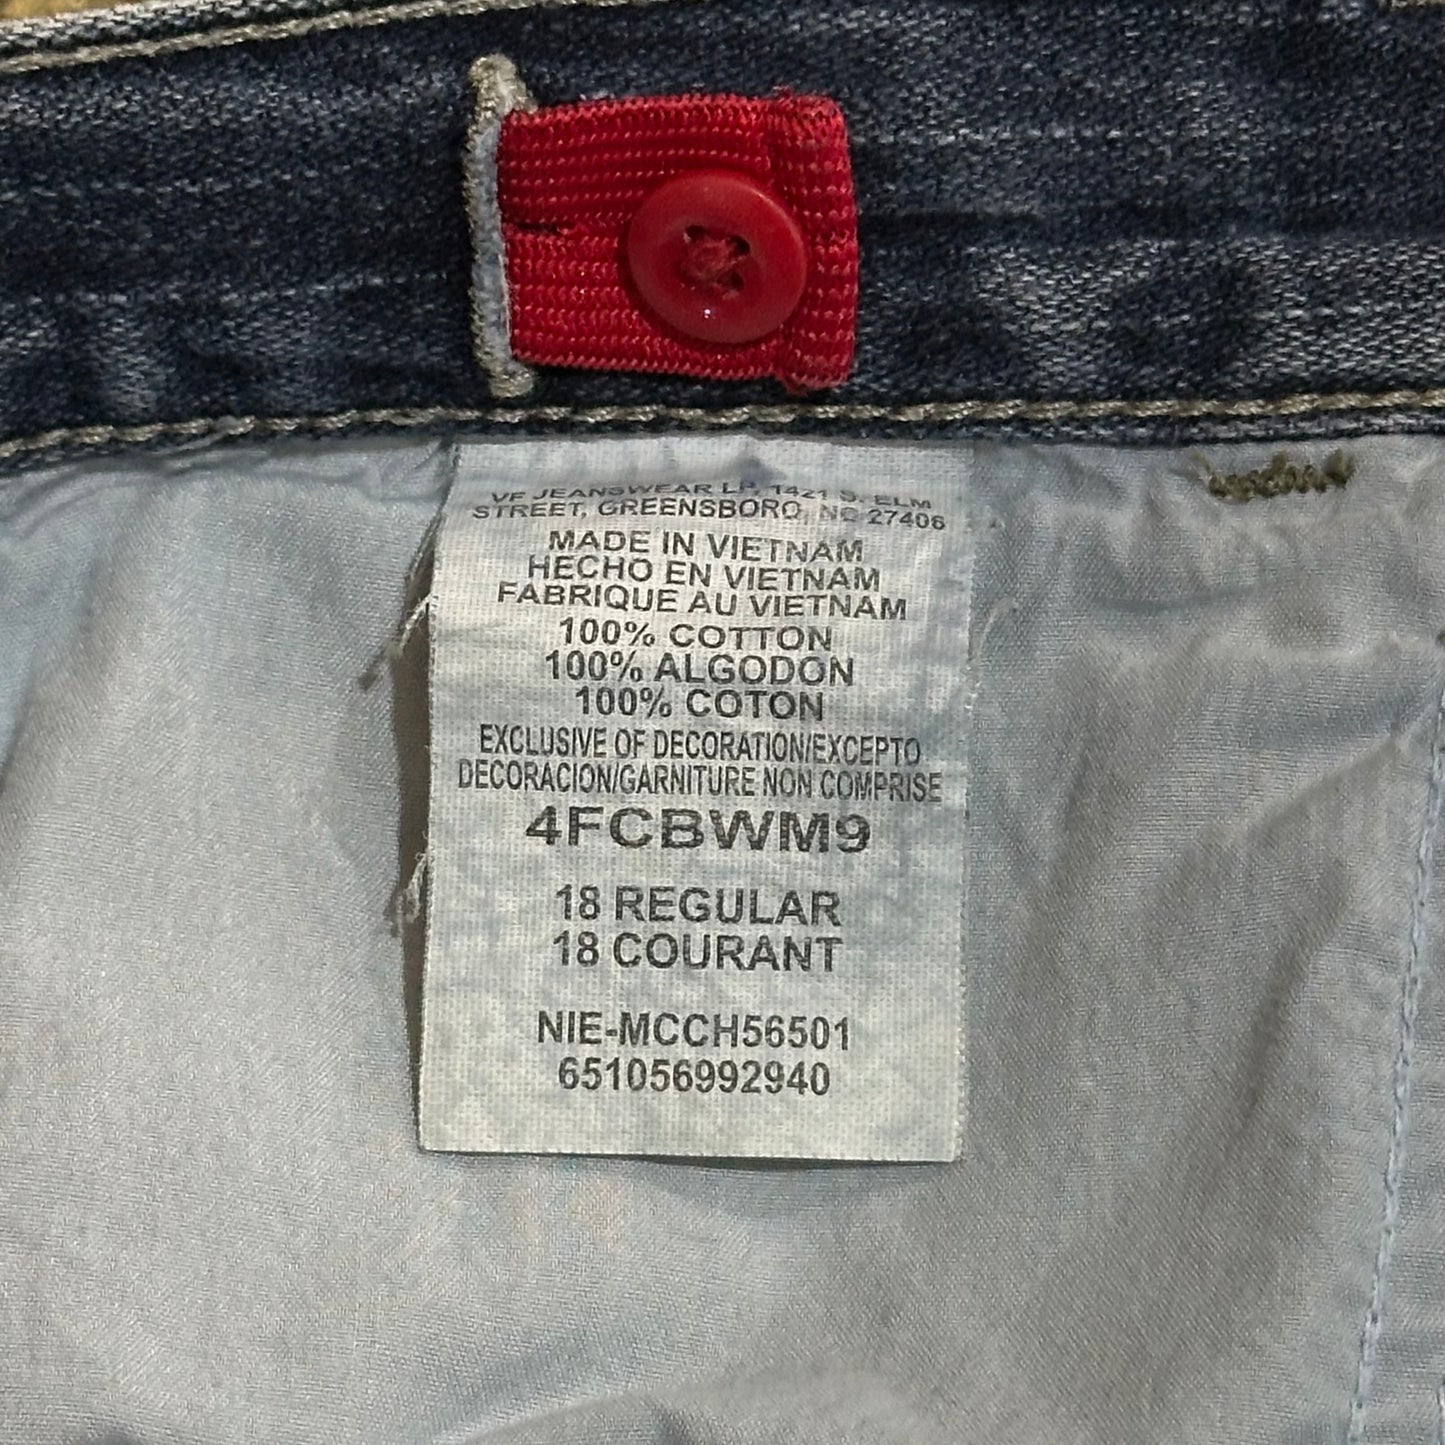 VF JEANSWEAR LP, 1421 S. ELM
STREET, GREENSBORO, NC 27406
MADE IN VIETNAM
HECHO EN VIETNAM
FABRIQUE AU VIETNAM
100% COTTON
100% ALGODON
100% COTON
EXCLUSIVE OF DECORATION/EXCEPTO
DECORACION/GARNITURE NON COMPRISE
4FCBWM9
18 REGULAR
18 COURANT
NIE-MCCH56501
651056992940